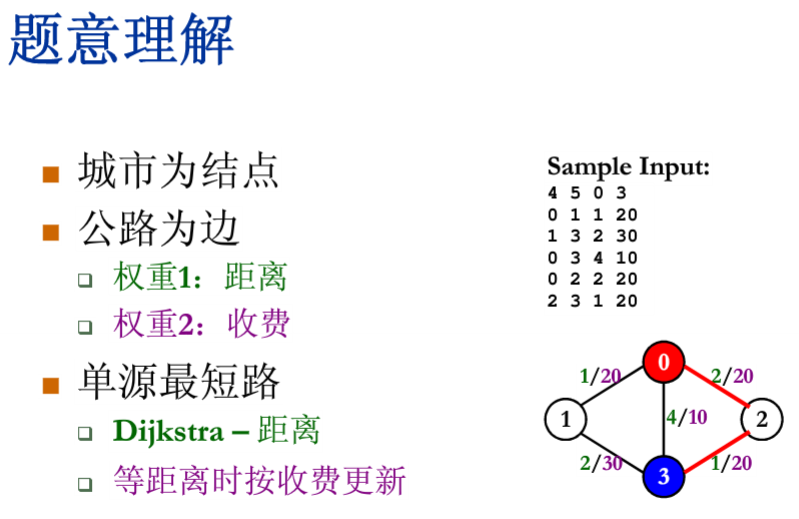 题意理解
城市为结点
公路为边
权重1：距离
权重2：收费
单源最短路
Dijkstra – 距离
等距离时按收费更新
Sample Input:
4 5 0 3
0 1 1 20
1 3 2 30
0 3 4 10
0 2 2 20
2 3 1 20
0
1/20
2/20
1
4/10
2
2/30
1/20
3